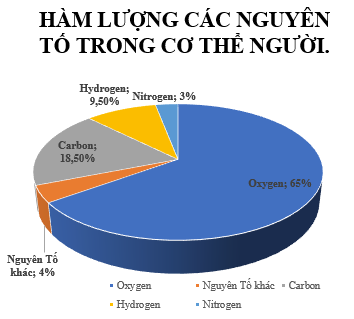 HÀM LƯỢNG CÁC NGUYÊN
TỐ TRONG CƠ THỂ NGƯỜI.
Hydrogen;
9,50%
Nitrogen; 3%
Carbon;
18,50%
Oxygen; 65%
Nguyên Tố
khác; 4%
Oxygen
Nguyên Tố khác
Carbon
Hydrogen
Nitrogen